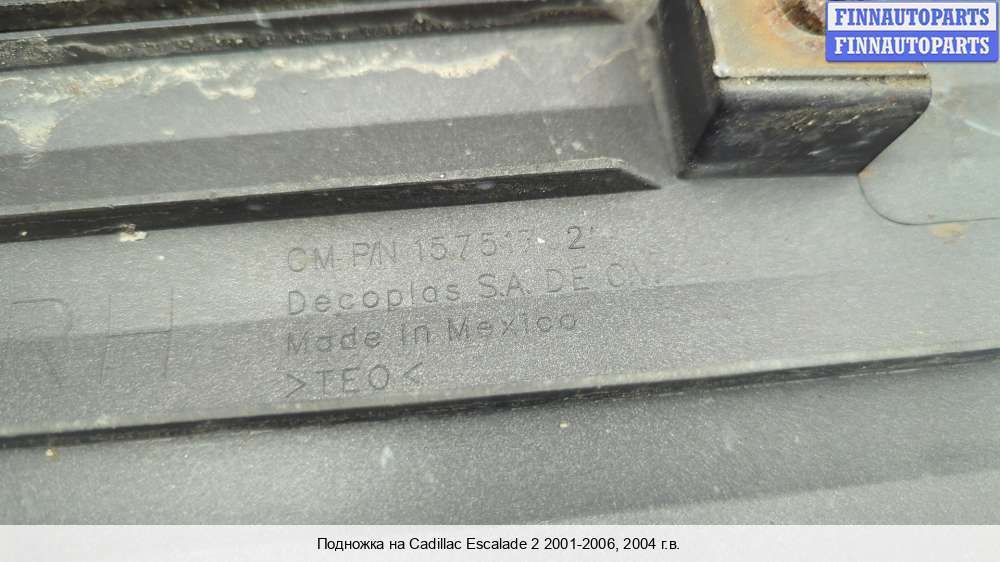 FINNAUTOPARTS
FINNAUTOPARTS
GM P/N
Decoplas S.A. DE C.V.
Made In Mexico
>TEO<
RH
Подножка на Cadillac Escalade 2 2001-2006, 2004 г.в.